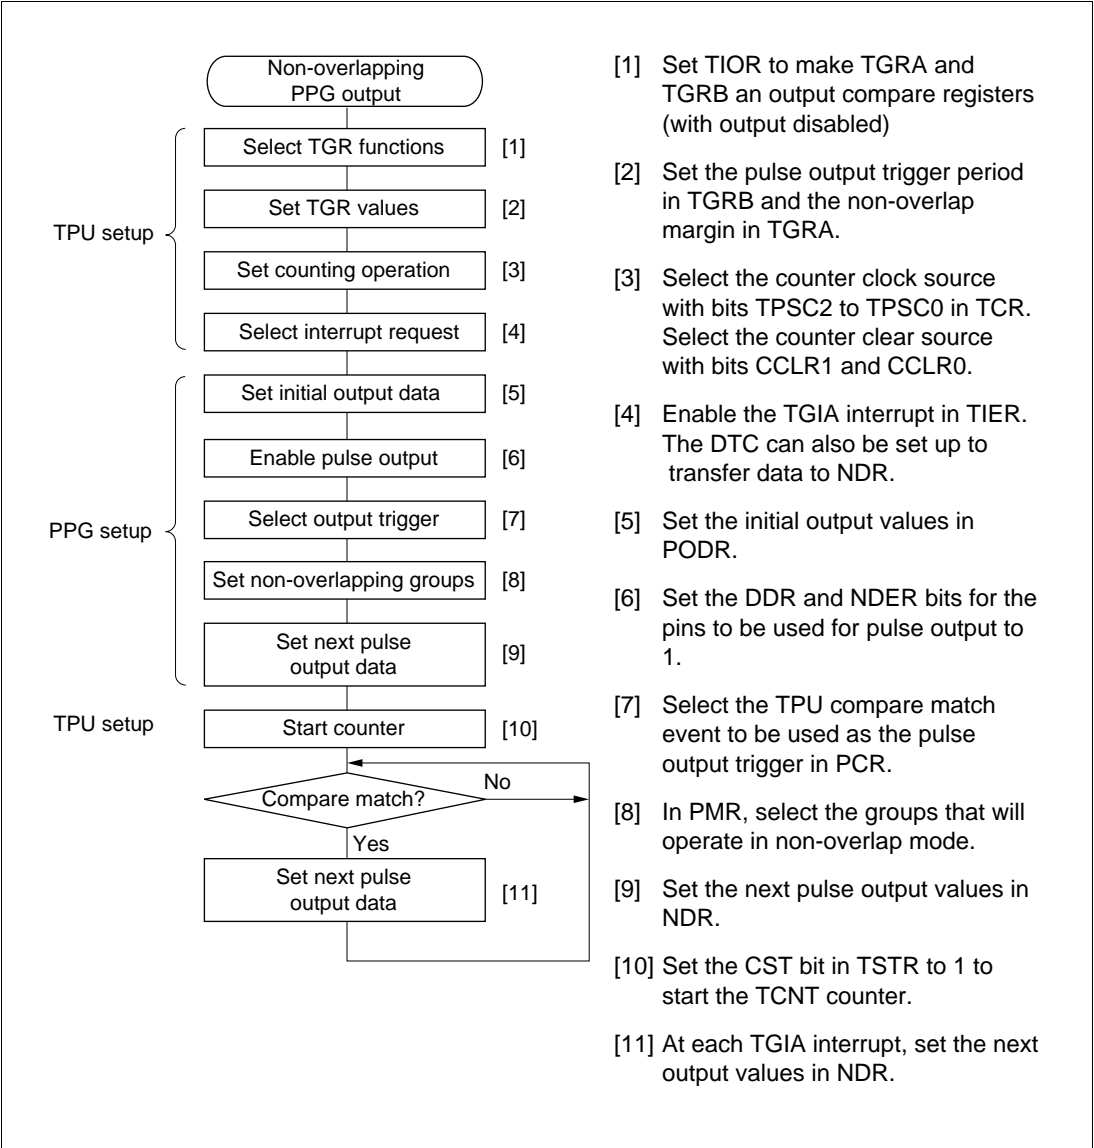 Non-overlapping
PPG output
Select TGR functions [1]
Set TGR values [2]
TPU setup
Set counting operation [3]
Select interrupt request [4]
Set initial output data [5]
Enable pulse output [6]
Select output trigger [7]
PPG setup
Set non-overlapping groups [8]
Set next pulse
output data
[9]
TPU setup
Start counter [10]
No
Compare match?
Yes
Set next pulse
output data
[11]
[1] Set TIOR to make TGRA and
TGRB an output compare registers
(with output disabled)
[2] Set the pulse output trigger period
in TGRB and the non-overlap
margin in TGRA.
[3] Select the counter clock source
with bits TPSC2 to TPSC0 in TCR.
Select the counter clear source
with bits CCLR1 and CCLR0.
[4] Enable the TGIA interrupt in TIER.
The DTC can also be set up to
transfer data to NDR.
[5] Set the initial output values in
PODR.
[6] Set the DDR and NDER bits for the
pins to be used for pulse output to
1.
[7] Select the TPU compare match
event to be used as the pulse
output trigger in PCR.
[8] In PMR, select the groups that will
operate in non-overlap mode.
[9] Set the next pulse output values in
NDR.
[10] Set the CST bit in TSTR to 1 to
start the TCNT counter.
[11] At each TGIA interrupt, set the next
output values in NDR.